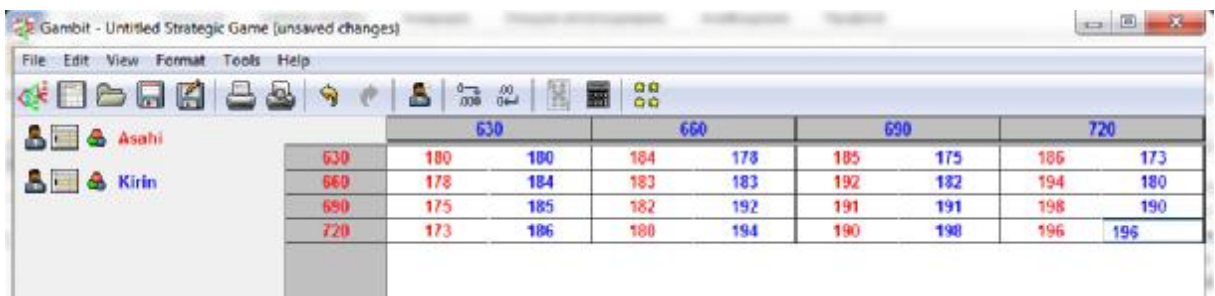 Gambit - Untitled Strategic Game (unsaved changes)
File Edit View Format Tools Help
Asahi
Kirin
630 660 690 720
630 180 180 184 178 185 175 186 173
660 178 184 183 183 192 182 194 180
690 175 185 182 192 191 191 198 190
720 173 186 180 194 190 198 196 196